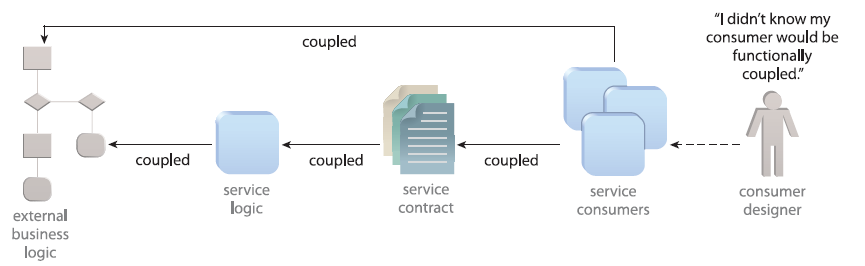 “I didn’t know my
consumer would be
functionally
coupled.”
coupled
coupled
coupled
coupled
external
business
logic
service
logic
service
contract
service
consumers
consumer
designer